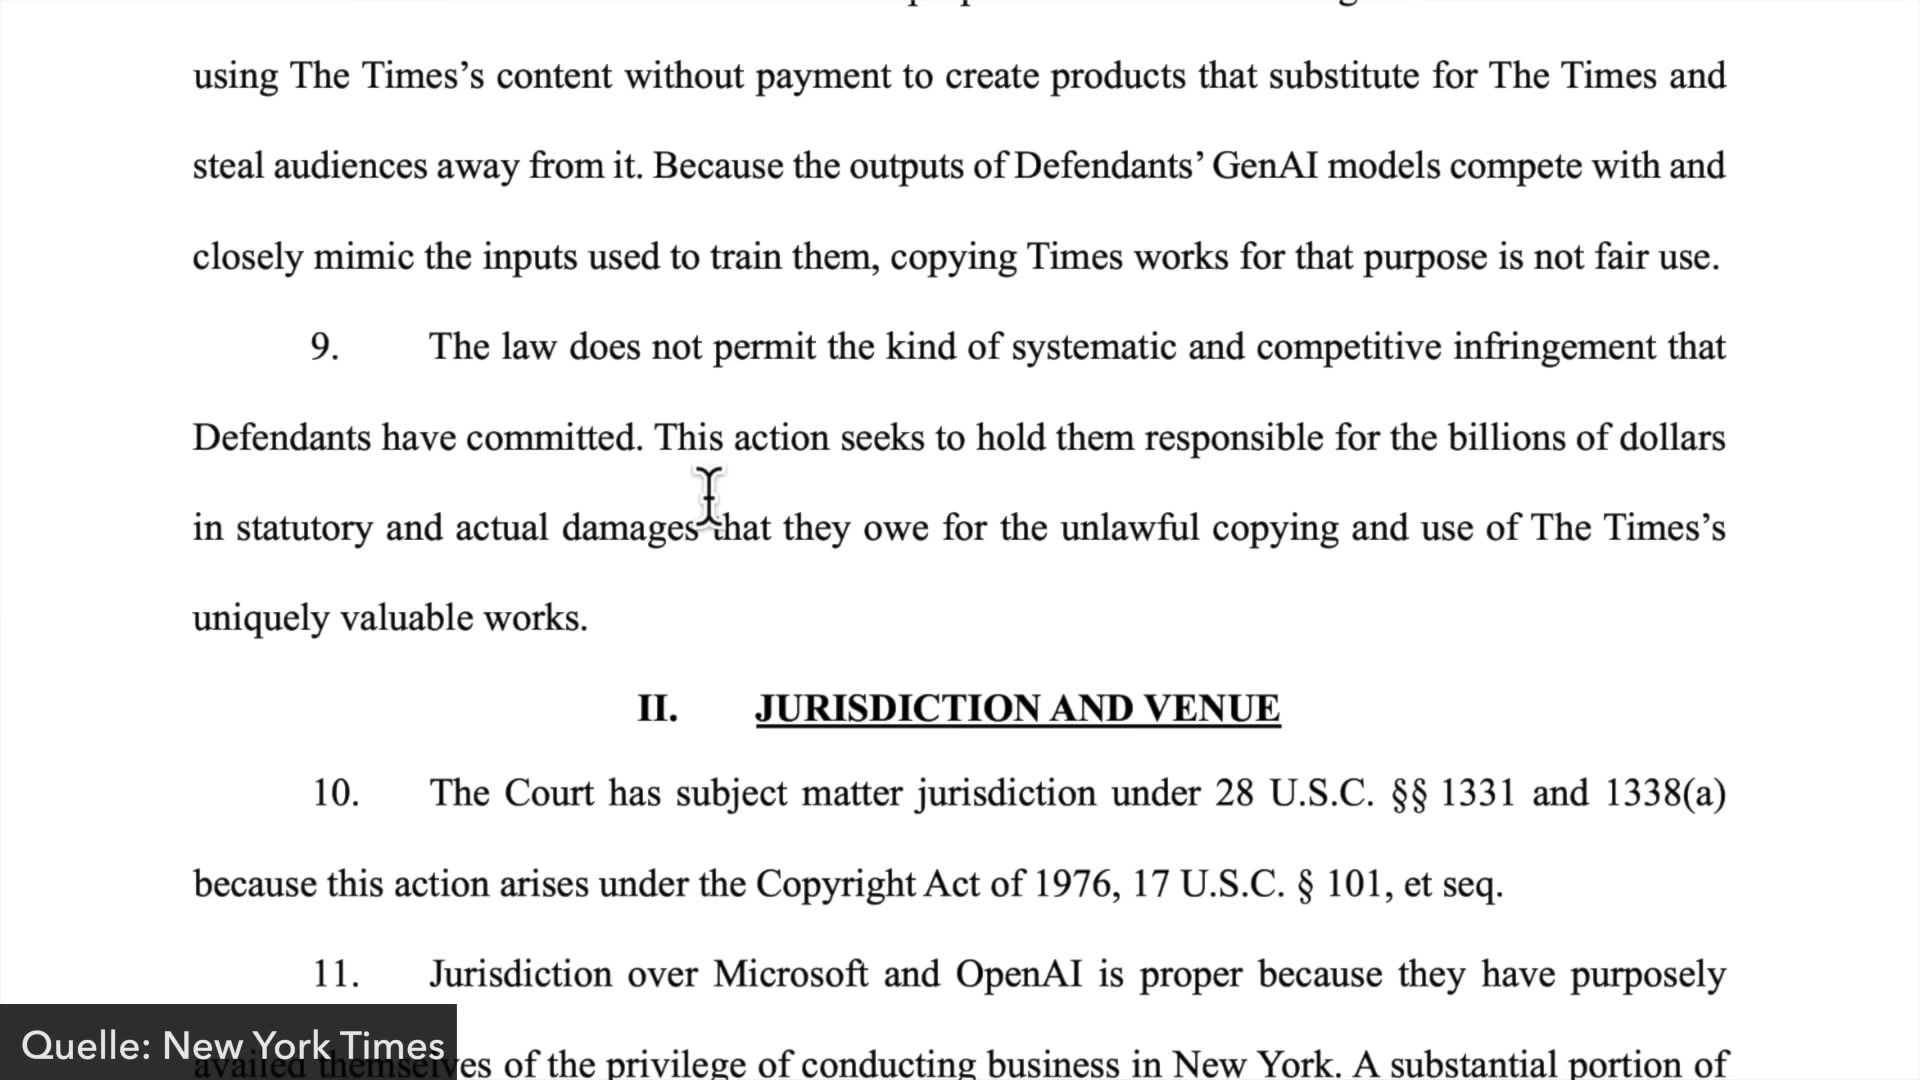 using The Times’s content without payment to create products that substitute for The Times and
steal audiences away from it. Because the outputs of Defendants’ GenAI models compete with and
closely mimic the inputs used to train them, copying Times works for that purpose is not fair use.
9. The law does not permit the kind of systematic and competitive infringement that
Defendants have committed. This action seeks to hold them responsible for the billions of dollars
in statutory and actual damages that they owe for the unlawful copying and use of The Times’s
uniquely valuable works.
II. JURISDICTION AND VENUE
10. The Court has subject matter jurisdiction under 28 U.S.C. §§ 1331 and 1338(a)
because this action arises under the Copyright Act of 1976, 17 U.S.C. § 101, et seq.
11. Jurisdiction over Microsoft and OpenAI is proper because they have purposely
availed themselves of the privilege of conducting business in New York. A substantial portion of
Quelle: New York Times